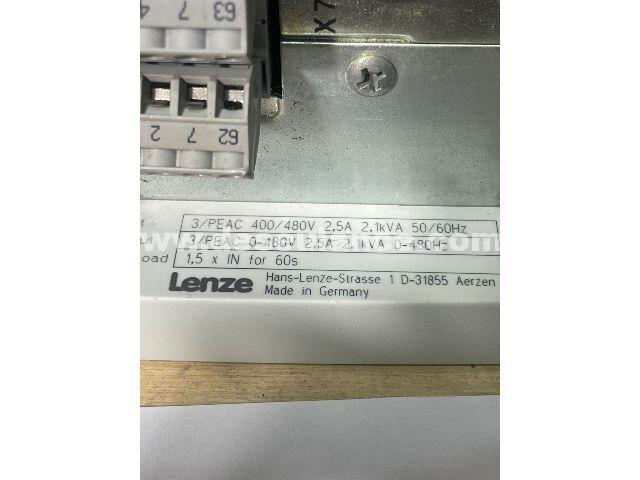 63 7 4
X7
2 7 62
3/PEAC 400/480V 2,5A 2.1kVA 50/60Hz
3/PEAC 0-480V 2,5A 2.1kVA 0-480Hz
oad 1,5 x IN for 60s
Lenze Hans-Lenze-Strasse 1 D-31855 Aerzen
Made in Germany